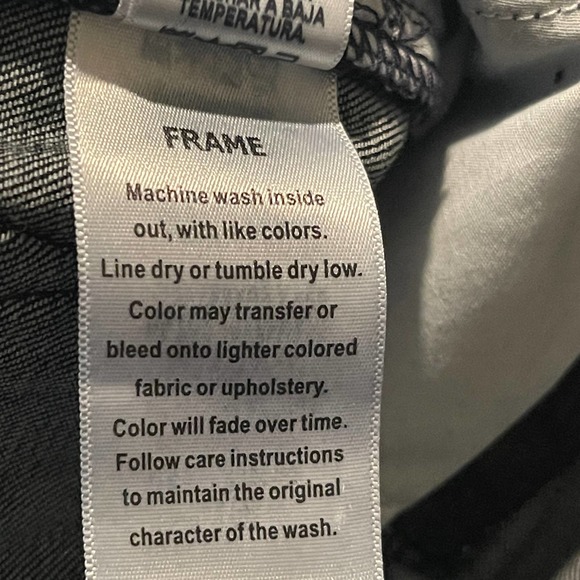 A BAJA
TEMPERATURA.
FRAME
Machine wash inside
out, with like colors.
Line dry or tumble dry low.
Color may transfer or
bleed onto lighter colored
fabric or upholstery.
Color will fade over time.
Follow care instructions
to maintain the original
character of the wash.